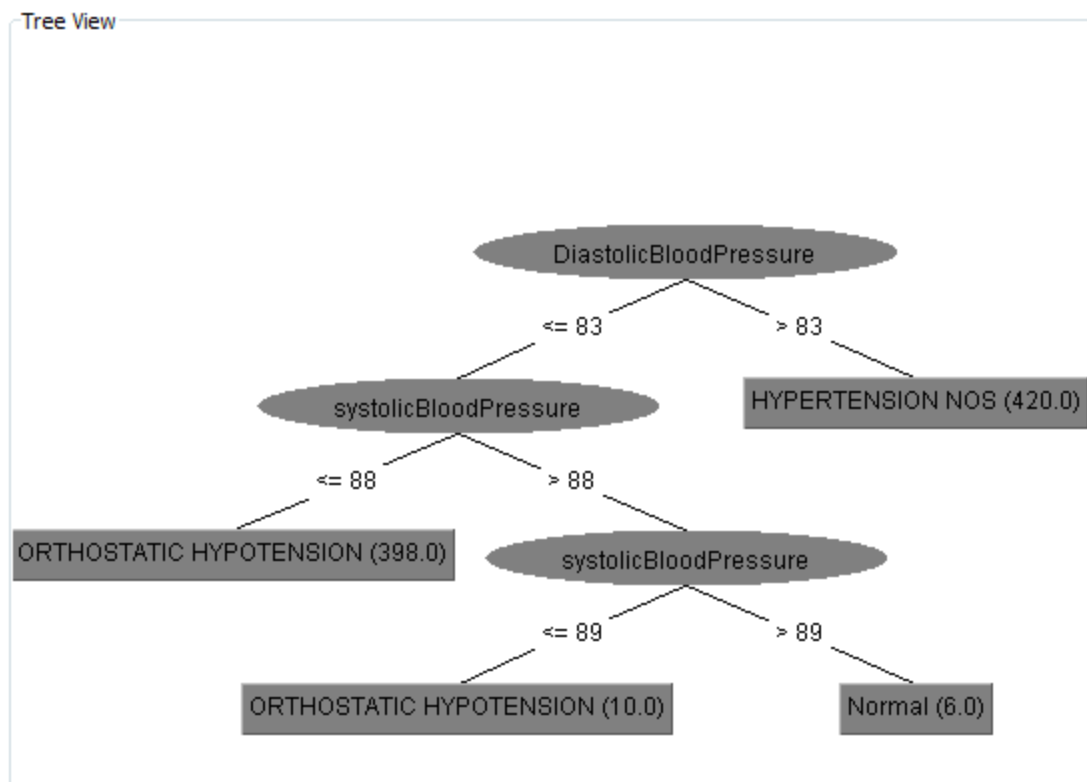 Tree View
DiastolicBloodPressure
<= 83
> 83
systolicBloodPressure
HYPERTENSION NOS (420.0)
<= 88
> 88
ORTHOSTATIC HYPOTENSION (398.0)
systolicBloodPressure
<= 89
> 89
ORTHOSTATIC HYPOTENSION (10.0)
Normal (6.0)